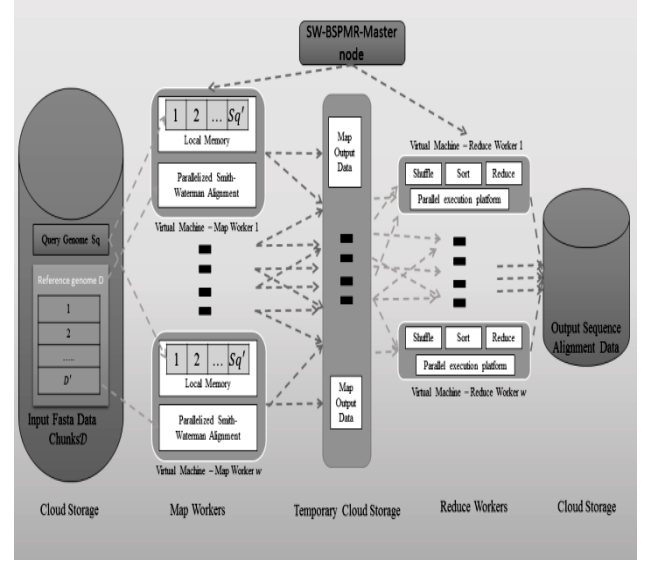 SW-BSPMR-Master
node
Query Genome Sq
Reference genome D
1
2
......
D'
Input Fasta Data
ChunksD
Cloud Storage
1 2 ... Sq'
Local Memory
Parallelized Smith-
Waterman Alignment
Virtual Machine – Map Worker 1
1 2 ... Sq'
Local Memory
Parallelized Smith-
Waterman Alignment
Virtual Machine – Map Worker w
Map Workers
Map
Output
Data
Map
Output
Data
Temporary Cloud Storage
Virtual Machine – Reduce Worker 1
Shuffle Sort Reduce
Parallel execution platform
Shuffle Sort Reduce
Parallel execution platform
Virtual Machine – Reduce Worker w
Reduce Workers
Output Sequence
Alignment Data
Cloud Storage